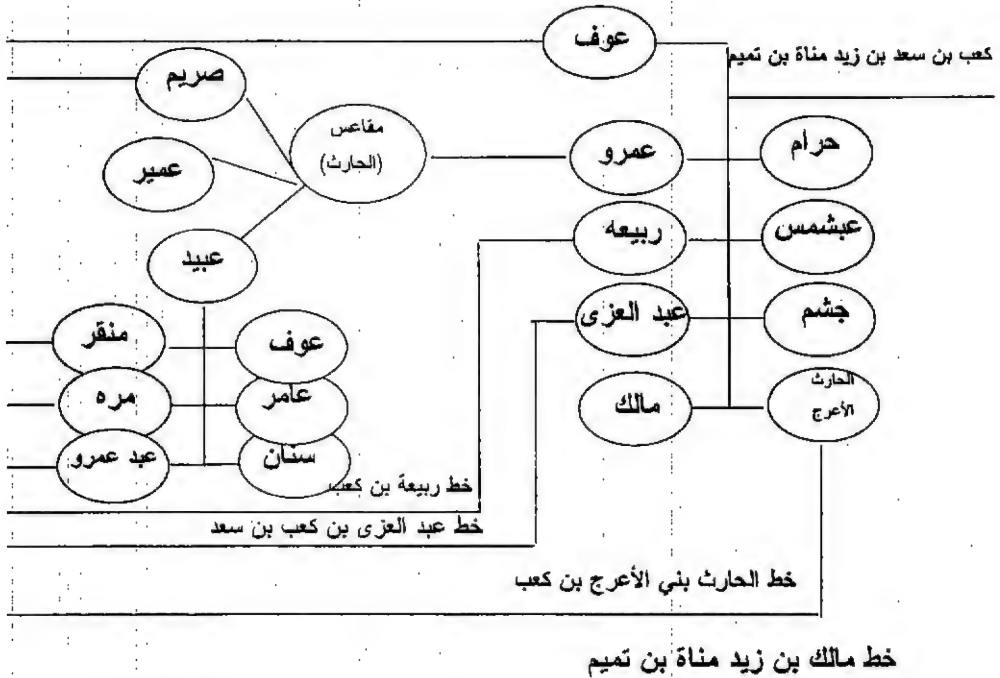 عوف
كعب بن سعد بن زيد مناة بن تميم
صريم
مقاعس
(الحارث)
عمرو
حرام
عمير
ربيعه
عبشمس
عبيد
عبد العزى
جشم
منقر
عوف
الحارث
الأعرج
مالك
مره
عامر
عبد عمرو
سنان
خط ربيعة بن كعب
خط عبد العزى بن كعب بن سعد
خط الحارث بني الأعرج بن كعب
خط مالك بن زيد مناة بن تميم